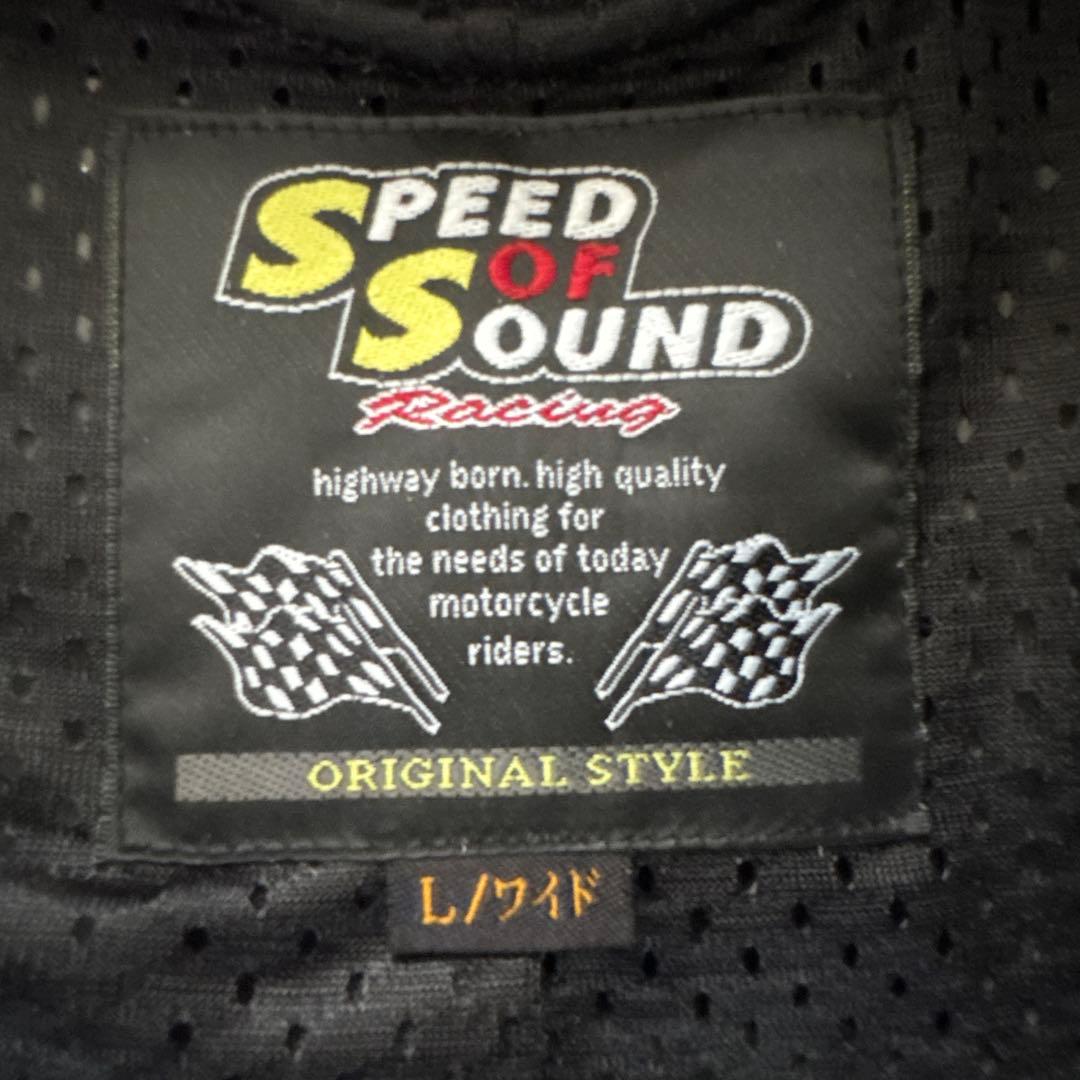 SPEED
OF
SOUND
Racing
highway born. high quality
clothing for
the needs of today
motorcycle
riders.
ORIGINAL STYLE
L/ワイド